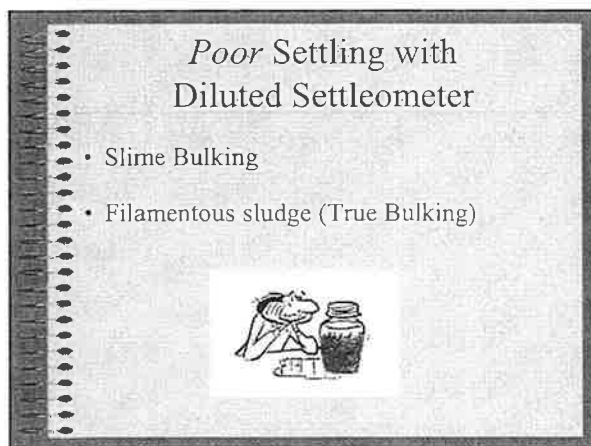 Poor Settling with
Diluted Settleometer
• Slime Bulking
• Filamentous sludge (True Bulking)